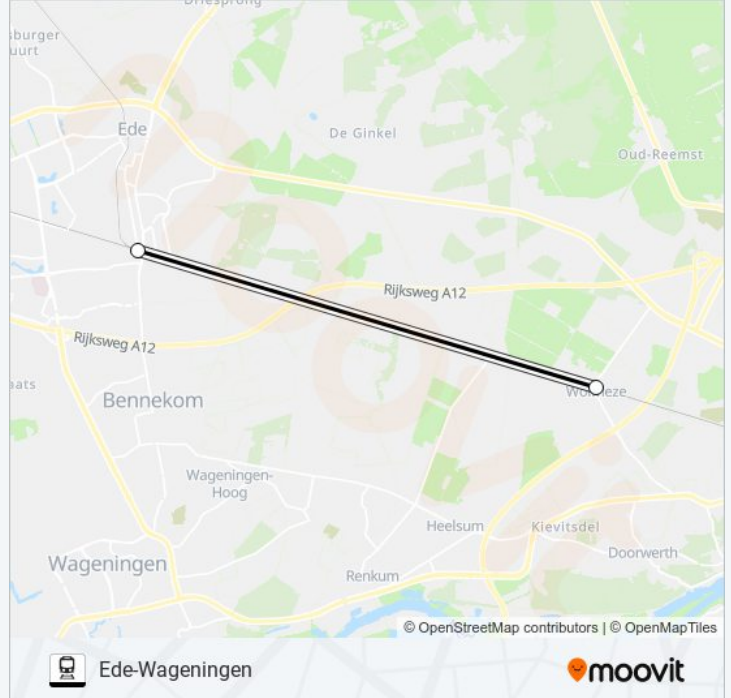 Driesprong
sburger
uurt
Ede
De Ginkel
Oud-Reemst
Rijksweg A12
Rijksweg A12
aats
Bennekom
Wageningen-
Hoog
Heelsum
Kievitsdel
Doorwerth
Wageningen
Renkum
© OpenStreetMap contributors | © OpenMapTiles
Ede-Wageningen
moovit